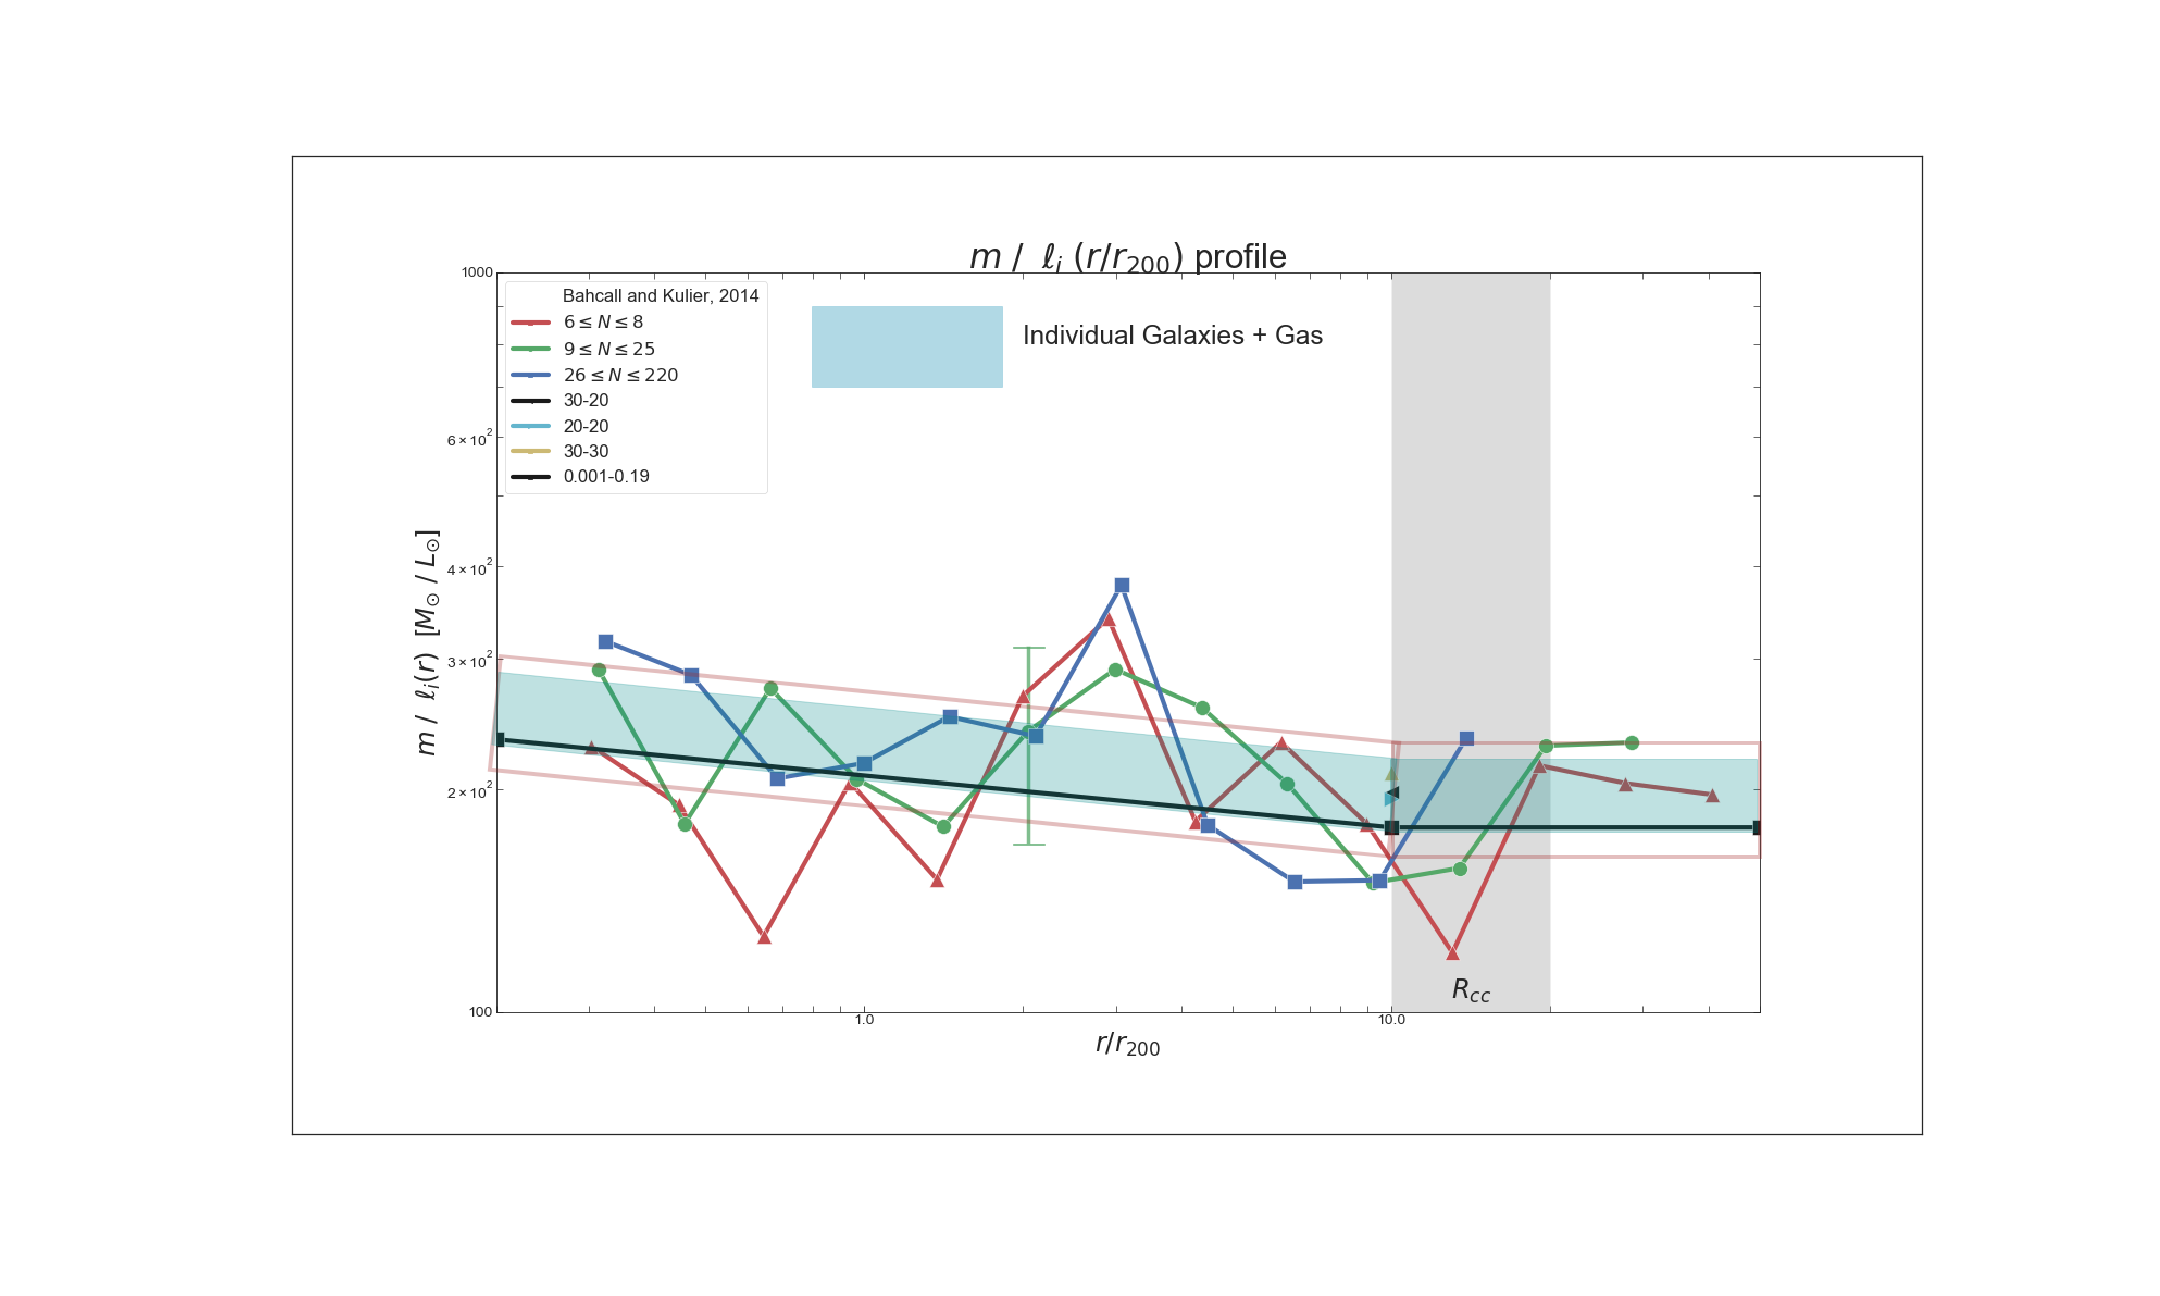 m / ℓᵢ (r/r₂₀₀) profile
1000
Bahcall and Kulier, 2014
6 ≤ N ≤ 8
9 ≤ N ≤ 25
26 ≤ N ≤ 220
30-20
20-20
30-30
0.001-0.19
Individual Galaxies + Gas
6 × 10²
4 × 10²
3 × 10²
2 × 10²
100
m / ℓᵢ(r) [M⊙ / L⊙]
R_cc
1.0
10.0
r/r₂₀₀